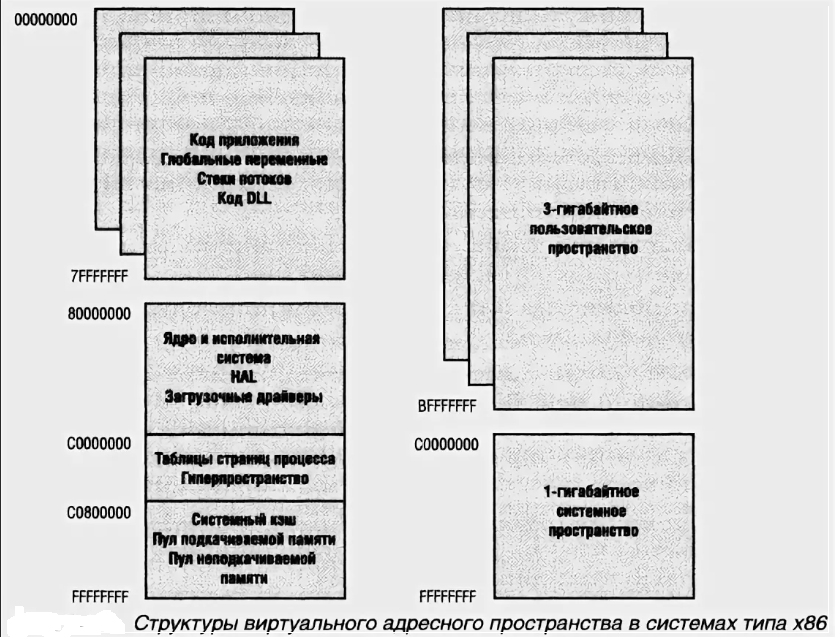 00000000
Код приложения
Глобальные переменные
Стеки потоков
Код DLL
7FFFFFFF
80000000
Ядро и исполнительная
система
HAL
Загрузочные драйверы
C0000000
Таблицы страниц процесса
Гиперпространство
C0800000
Системный кэш
Пул подкачиваемой памяти
Пул неподкачиваемой
памяти
FFFFFFFF
3-гигабайтное
пользовательское
пространство
BFFFFFFF
C0000000
1-гигабайтное
системное
пространство
FFFFFFFF
Структуры виртуального адресного пространства в системах типа x86